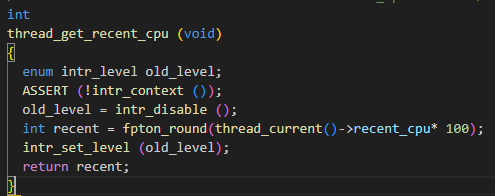 int
thread_get_recent_cpu (void)
{
enum intr_level old_level;
ASSERT (!intr_context ());
old_level = intr_disable ();
int recent = fpton_round(thread_current()->recent_cpu* 100);
intr_set_level (old_level);
return recent;
}